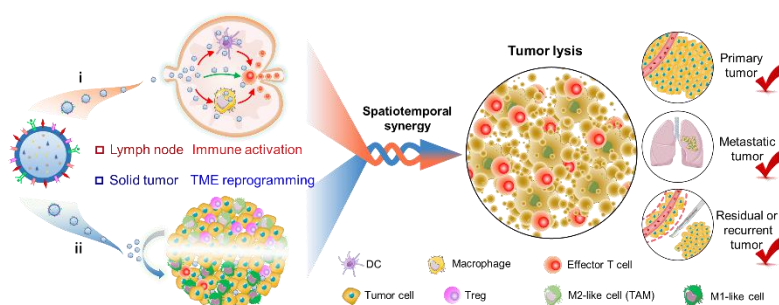 i
Lymph node Immune activation
Solid tumor TME reprogramming
ii
Spatiotemporal
synergy
Tumor lysis
Primary
tumor
Metastatic
tumor
Residual or
recurrent
tumor
DC
Macrophage
Effector T cell
Tumor cell
Treg
M2-like cell (TAM)
M1-like cell